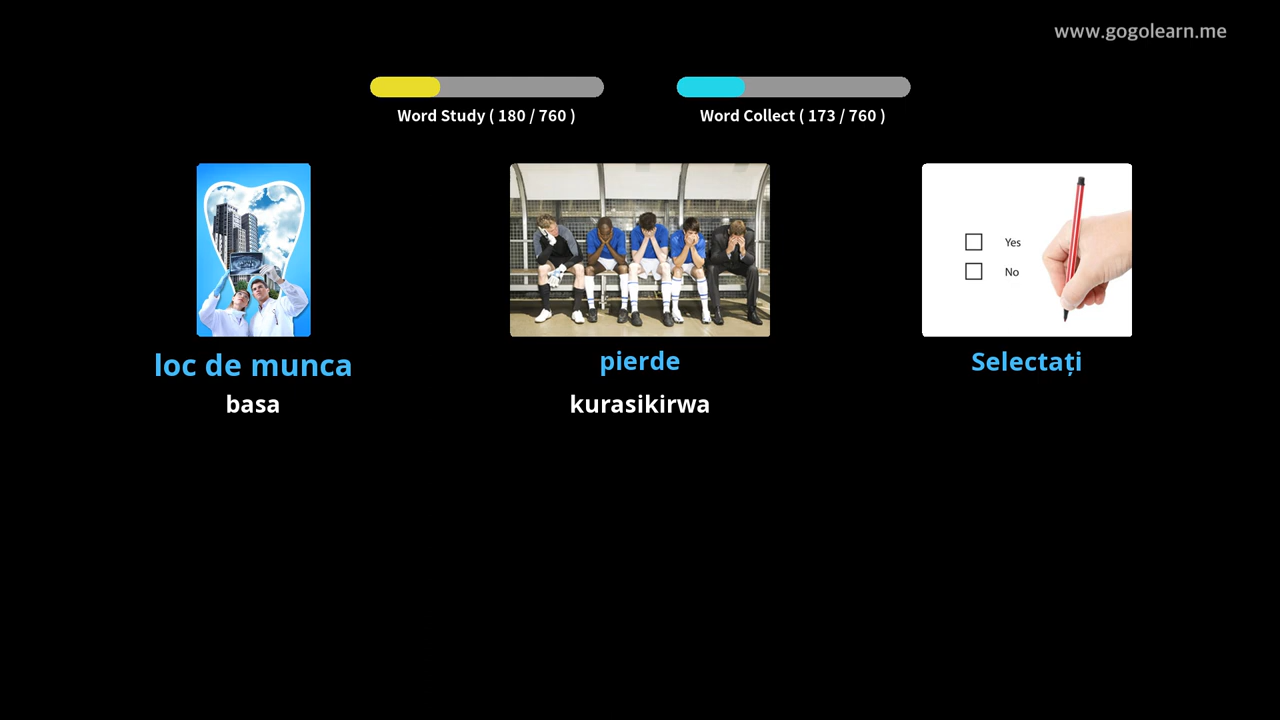 www.gogolearn.me
Word Study ( 180 / 760 )
Word Collect ( 173 / 760 )
Yes
No
loc de munca
pierde
Selectați
basa
kurasikirwa